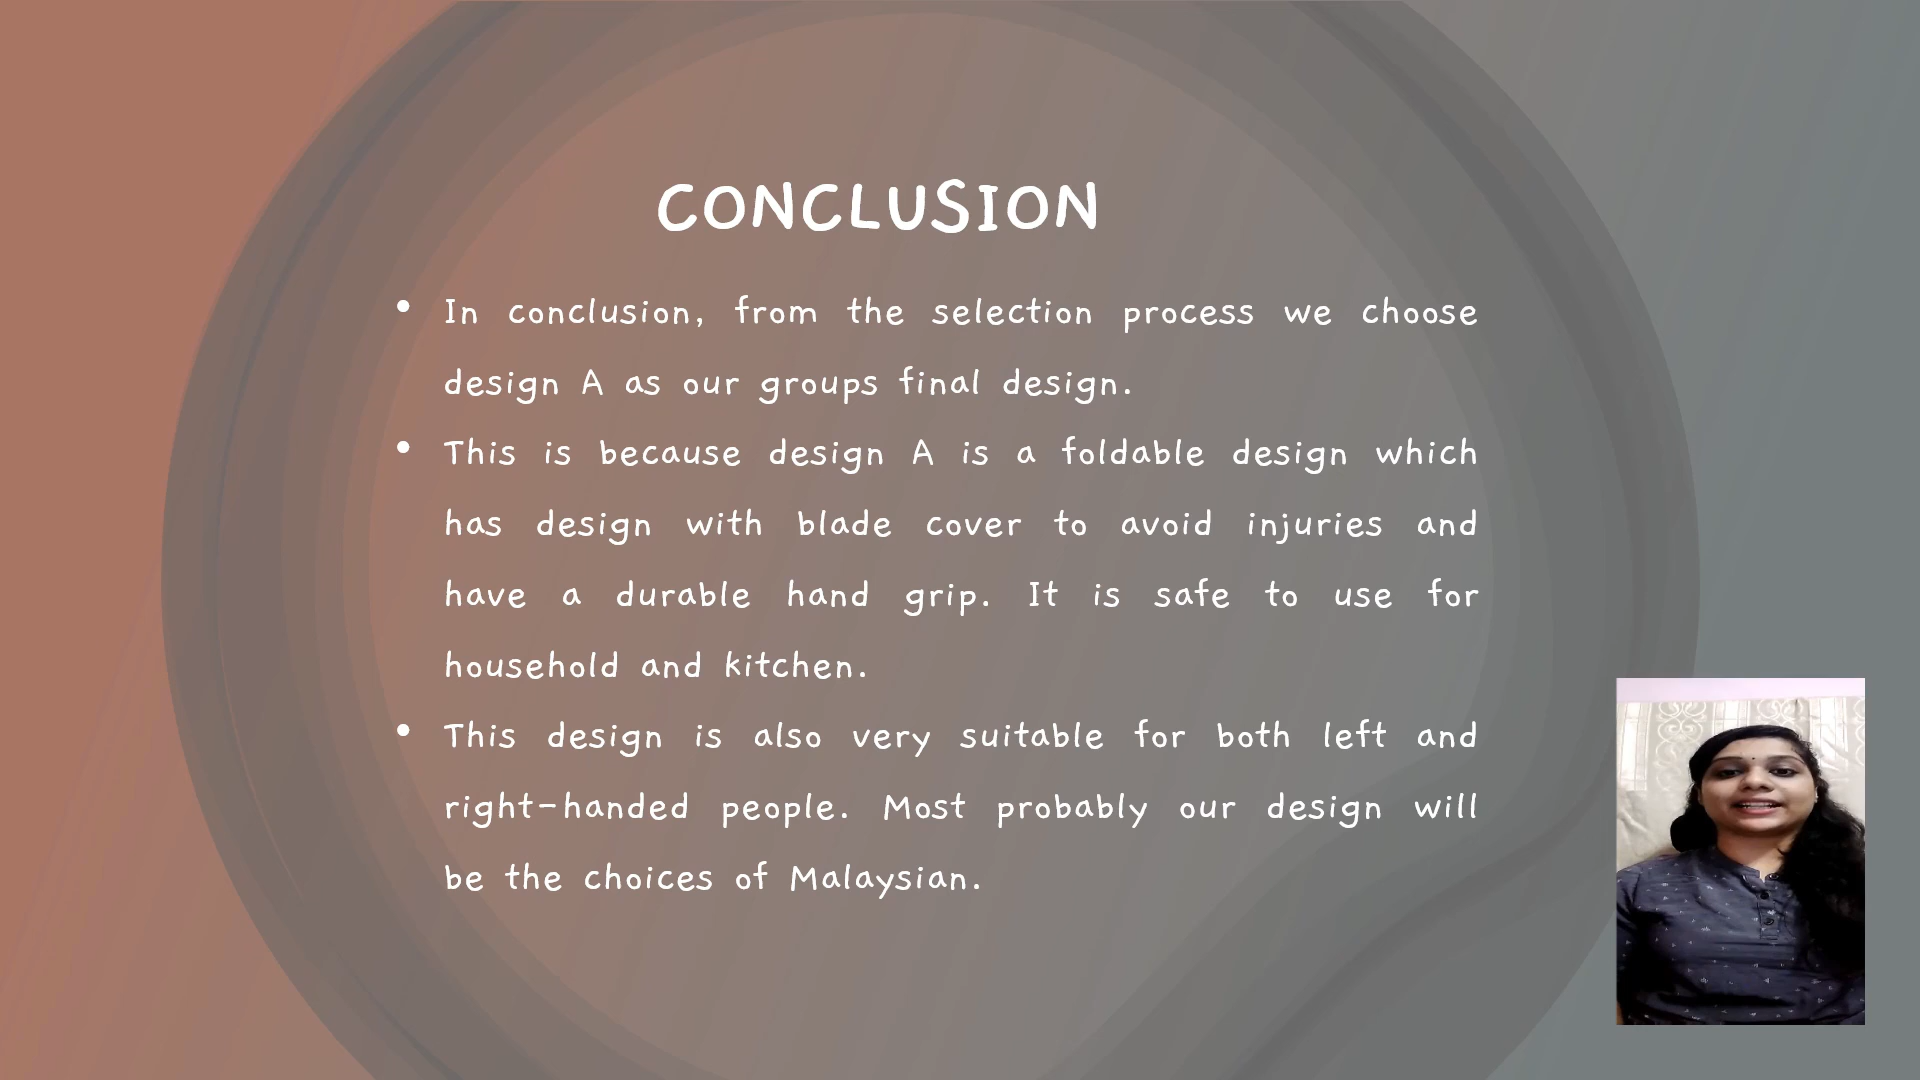 CONCLUSION
• In conclusion, from the selection process we choose
design A as our groups final design.
• This is because design A is a foldable design which
has design with blade cover to avoid injuries and
have a durable hand grip. It is safe to use for
household and kitchen.
• This design is also very suitable for both left and
right-handed people. Most probably our design will
be the choices of Malaysian.